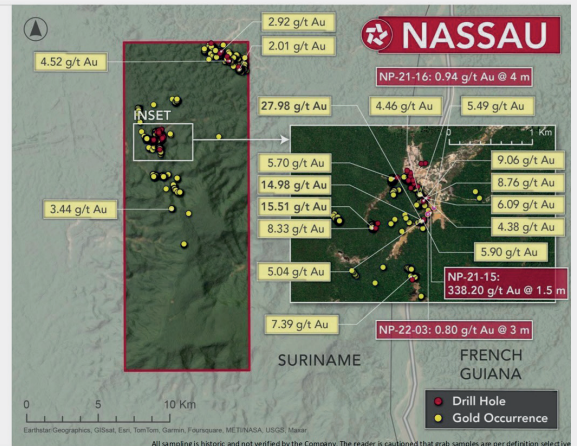 NASSAU
2.92 g/t Au
2.01 g/t Au
4.52 g/t Au
NP-21-16: 0.94 g/t Au @ 4 m
INSET
27.98 g/t Au
4.46 g/t Au
5.49 g/t Au
0 1 Km
5.70 g/t Au
9.06 g/t Au
14.98 g/t Au
8.76 g/t Au
15.51 g/t Au
6.09 g/t Au
3.44 g/t Au
8.33 g/t Au
4.38 g/t Au
5.90 g/t Au
5.04 g/t Au
NP-21-15:
338.20 g/t Au @ 1.5 m
7.39 g/t Au
NP-22-03: 0.80 g/t Au @ 3 m
SURINAME
FRENCH
GUIANA
Drill Hole
Gold Occurrence
0 5 10 Km
Earthstar Geographics, GISsat, Esri, TomTom, Garmin, Foursquare, METI/NASA, USGS, Maxar
All sampling is historic and not verified by the Company. The reader is cautioned that grab samples are per definition selective